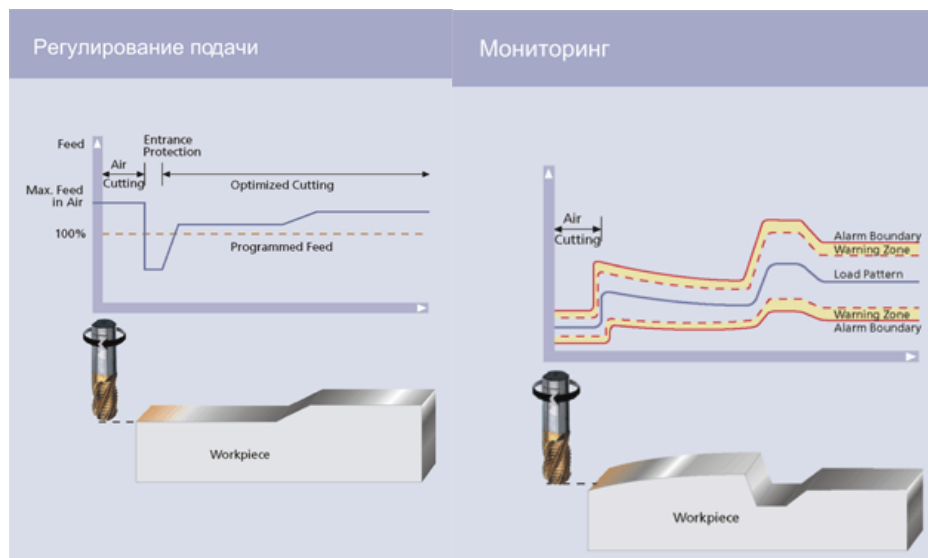 Регулирование подачи
Feed
Entrance
Protection
Air
Cutting
Optimized Cutting
Max. Feed
in Air
100%
Programmed Feed
Workpiece
Мониторинг
Air
Cutting
Alarm Boundary
Warning Zone
Load Pattern
Warning Zone
Alarm Boundary
Workpiece